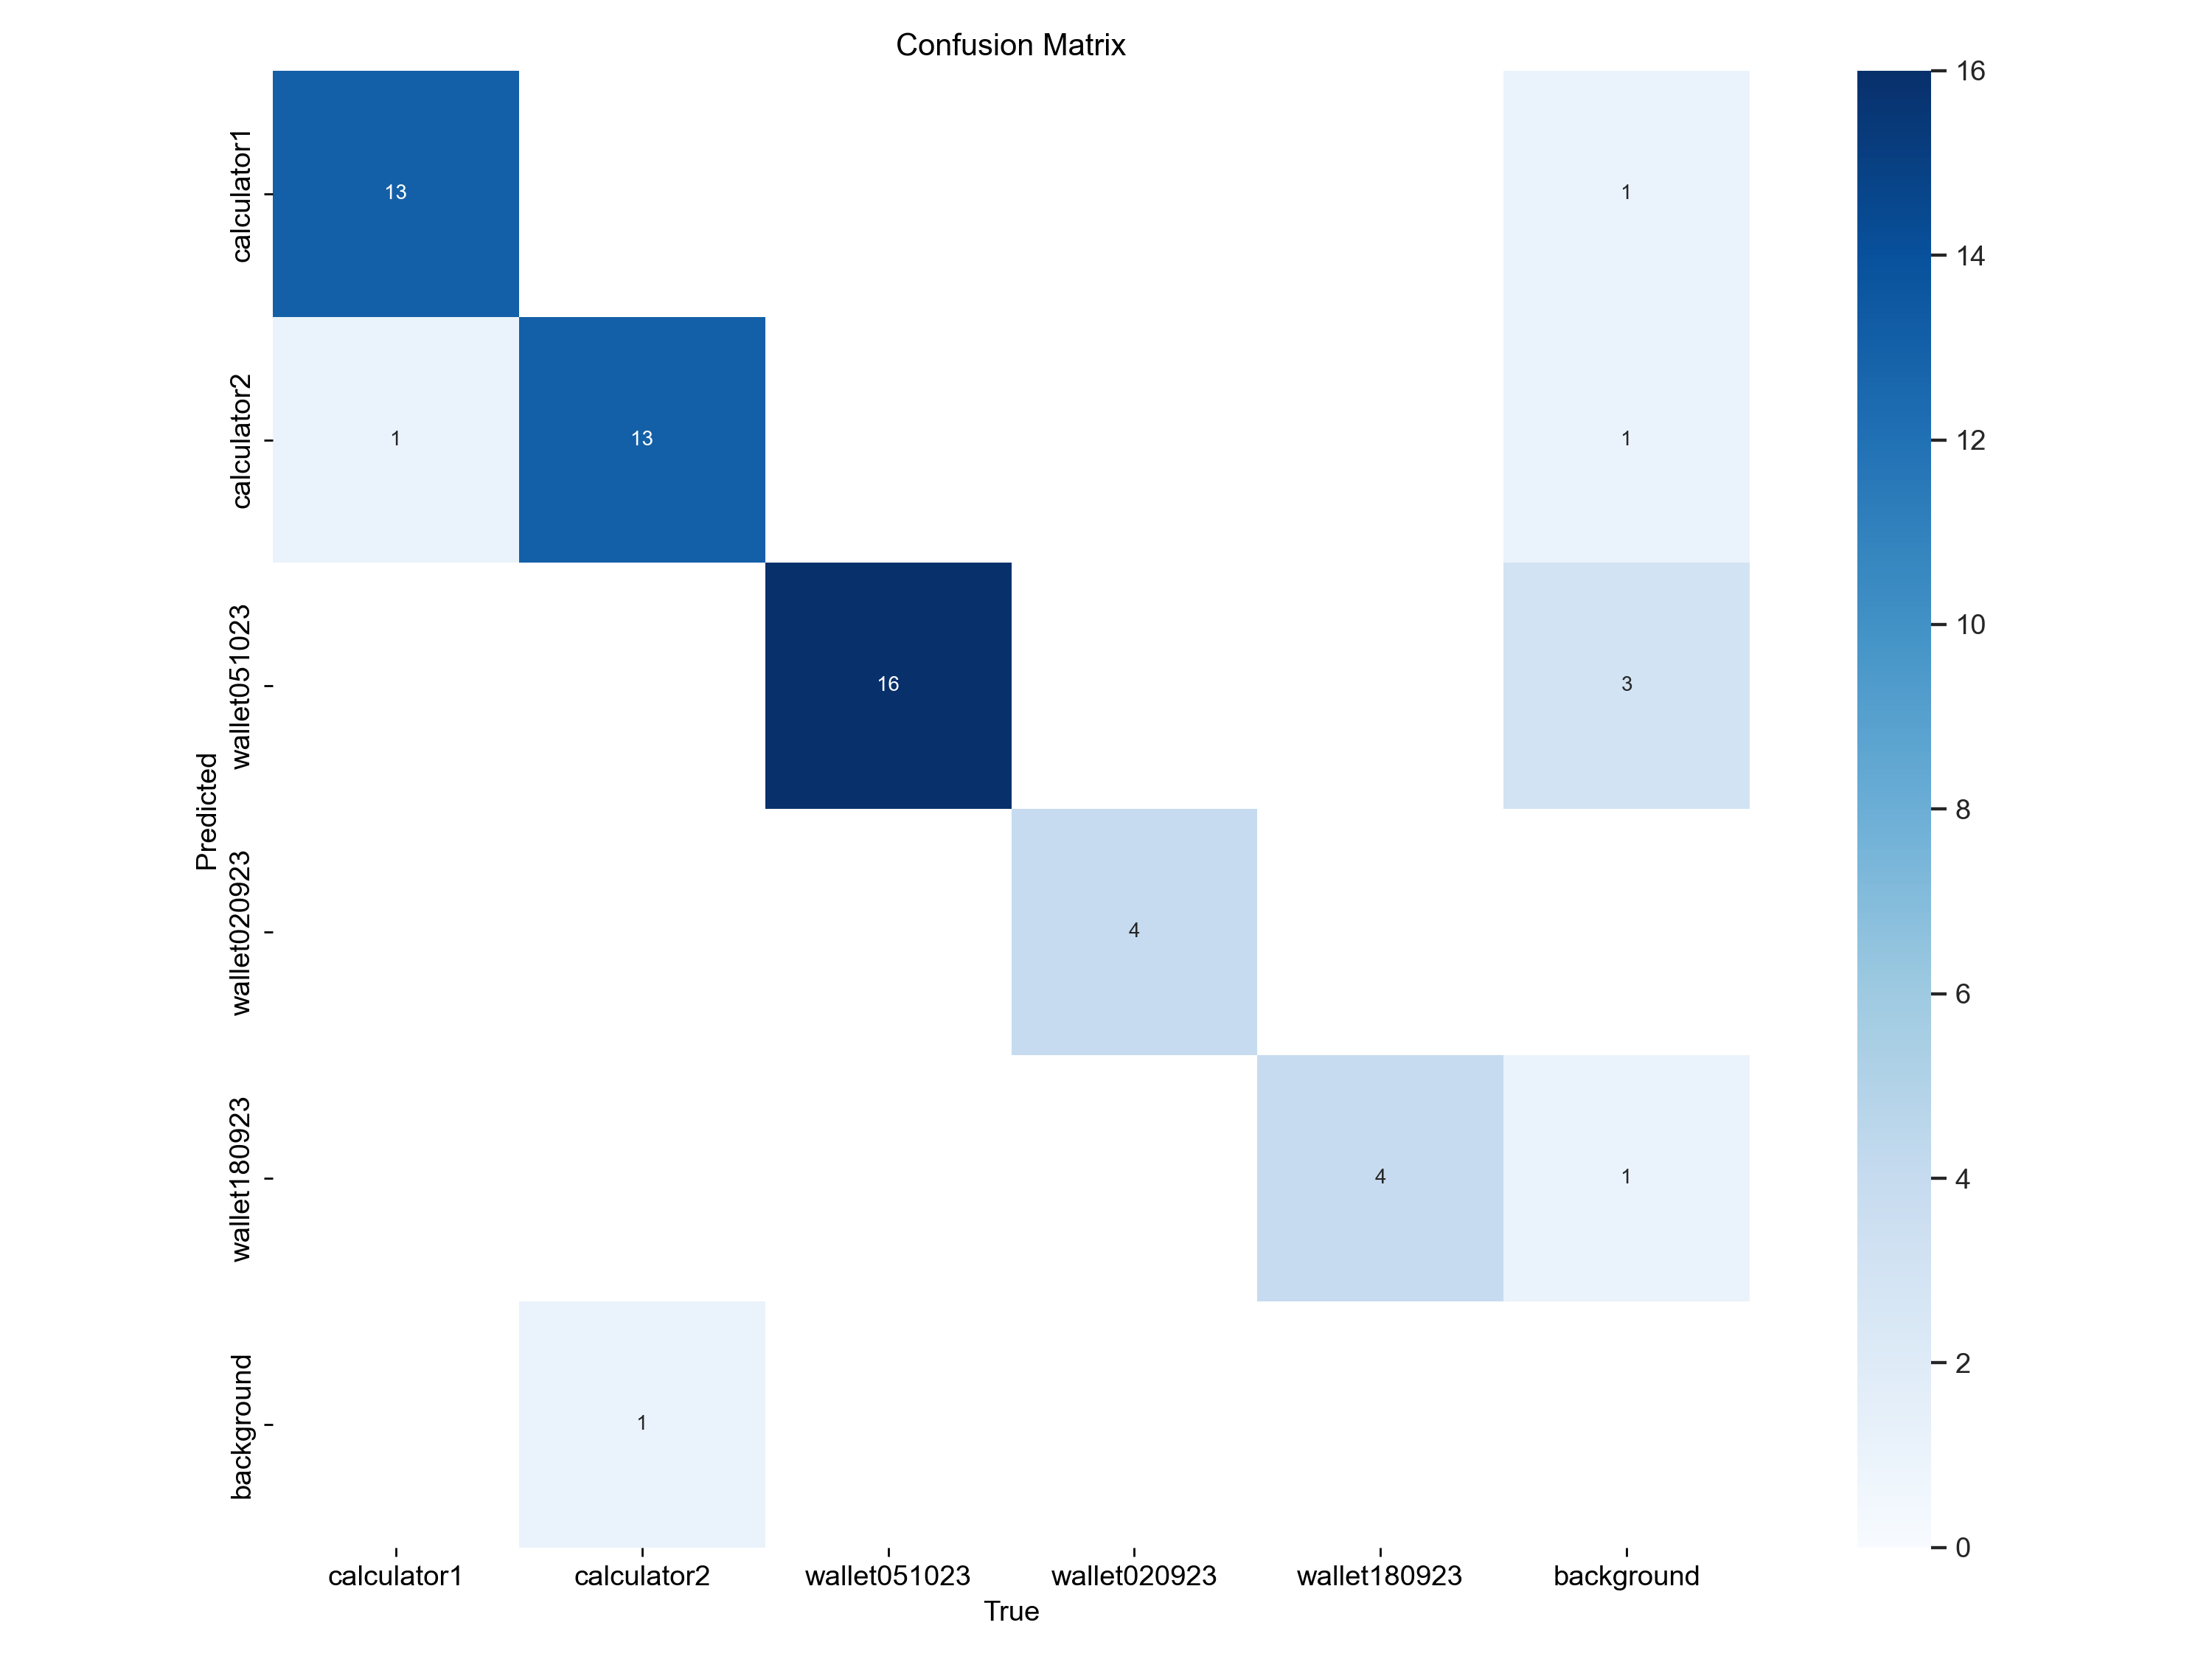 Confusion Matrix
calculator1
13
1
calculator2
1
13
1
wallet051023
16
3
wallet020923
4
wallet180923
4
1
background
1
Predicted
calculator1 calculator2 wallet051023 wallet020923 wallet180923 background
True
16
14
12
10
8
6
4
2
0